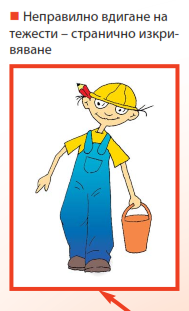 Неправилно вдигане на
тежести – странично изкри-
вяване